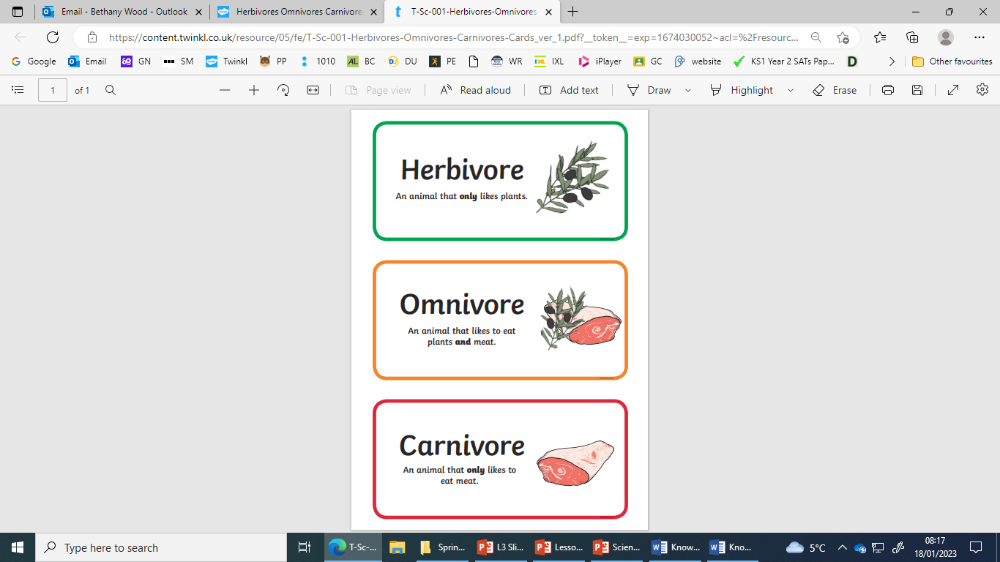 Email - Bethany Wood - Outlook
Herbivores Omnivores Carnivore
T-Sc-001-Herbivores-Omnivores-
https://content.twinkl.co.uk/resource/05/fe/T-Sc-001-Herbivores-Omnivores-Carnivores-Cards_ver_1.pdf?__token__=exp=1674030052~acl=%2Fresourc...
Google Email GN SM Twinkl PP 1010 BC DU PE WR IXL iPlayer GC website KS1 Year 2 SATs Pap... D Other favourites
1 of 1 Page view Read aloud Add text Draw Highlight Erase
Herbivore
An animal that only likes plants.
Omnivore
An animal that likes to eat
plants and meat.
Carnivore
An animal that only likes to
eat meat.
Type here to search
T-Sc-... Sprin... L3 Sli... Lesso... Scien... Know... Kno...
5°C
08:17
18/01/2023